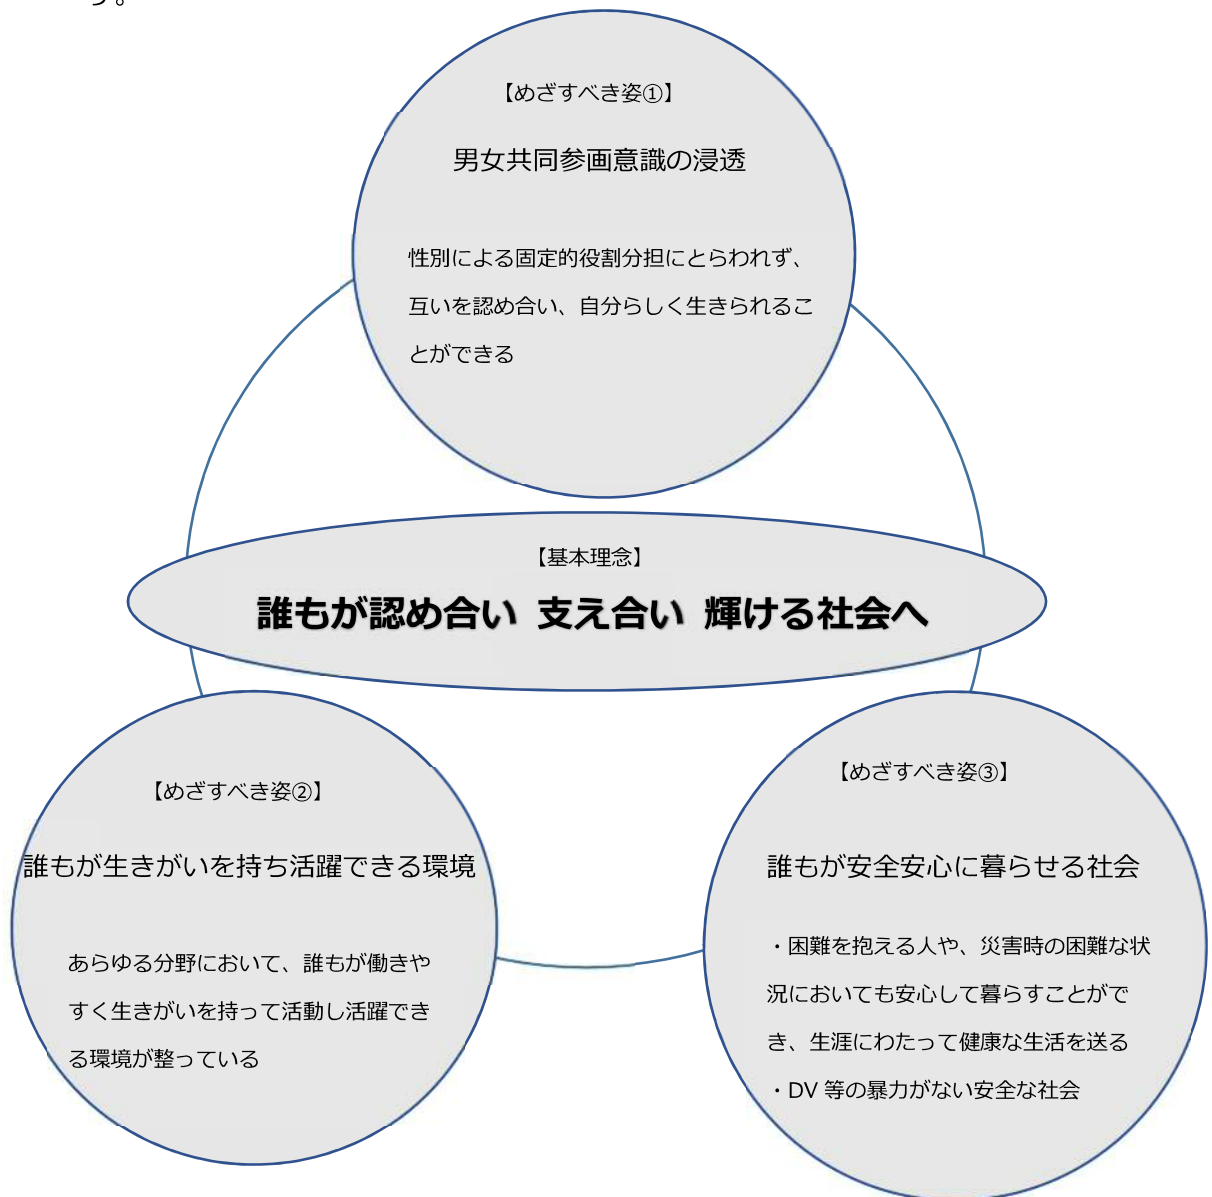 す。
【めざすべき姿①】
男女共同参画意識の浸透
性別による固定的役割分担にとらわれず、
互いを認め合い、自分らしく生きられるこ
とができる
【基本理念】
誰もが認め合い 支え合い 輝ける社会へ
【めざすべき姿②】
誰もが生きがいを持ち活躍できる環境
あらゆる分野において、誰もが働きや
すく生きがいを持って活動し活躍でき
る環境が整っている
【めざすべき姿③】
誰もが安全安心に暮らせる社会
・困難を抱える人や、災害時の困難な状
況においても安心して暮らすことがで
き、生涯にわたって健康な生活を送る
・DV 等の暴力がない安全な社会